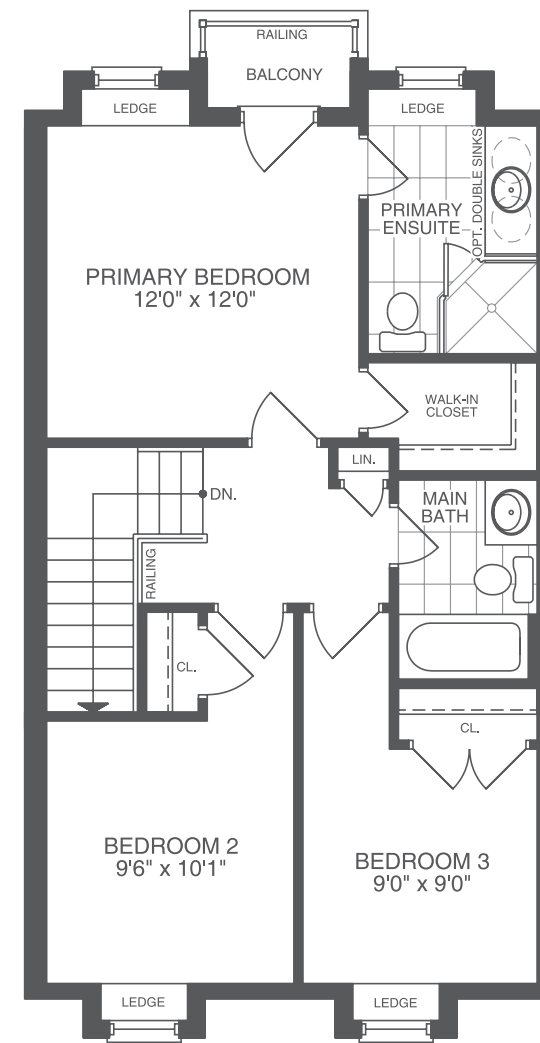 RAILING
BALCONY
LEDGE
LEDGE
OPT. DOUBLE SINKS
PRIMARY
ENSUITE
PRIMARY BEDROOM
12'0" x 12'0"
WALK-IN
CLOSET
LIN.
DN.
MAIN
BATH
RAILING
CL.
CL.
BEDROOM 2
9'6" x 10'1"
BEDROOM 3
9'0" x 9'0"
LEDGE
LEDGE